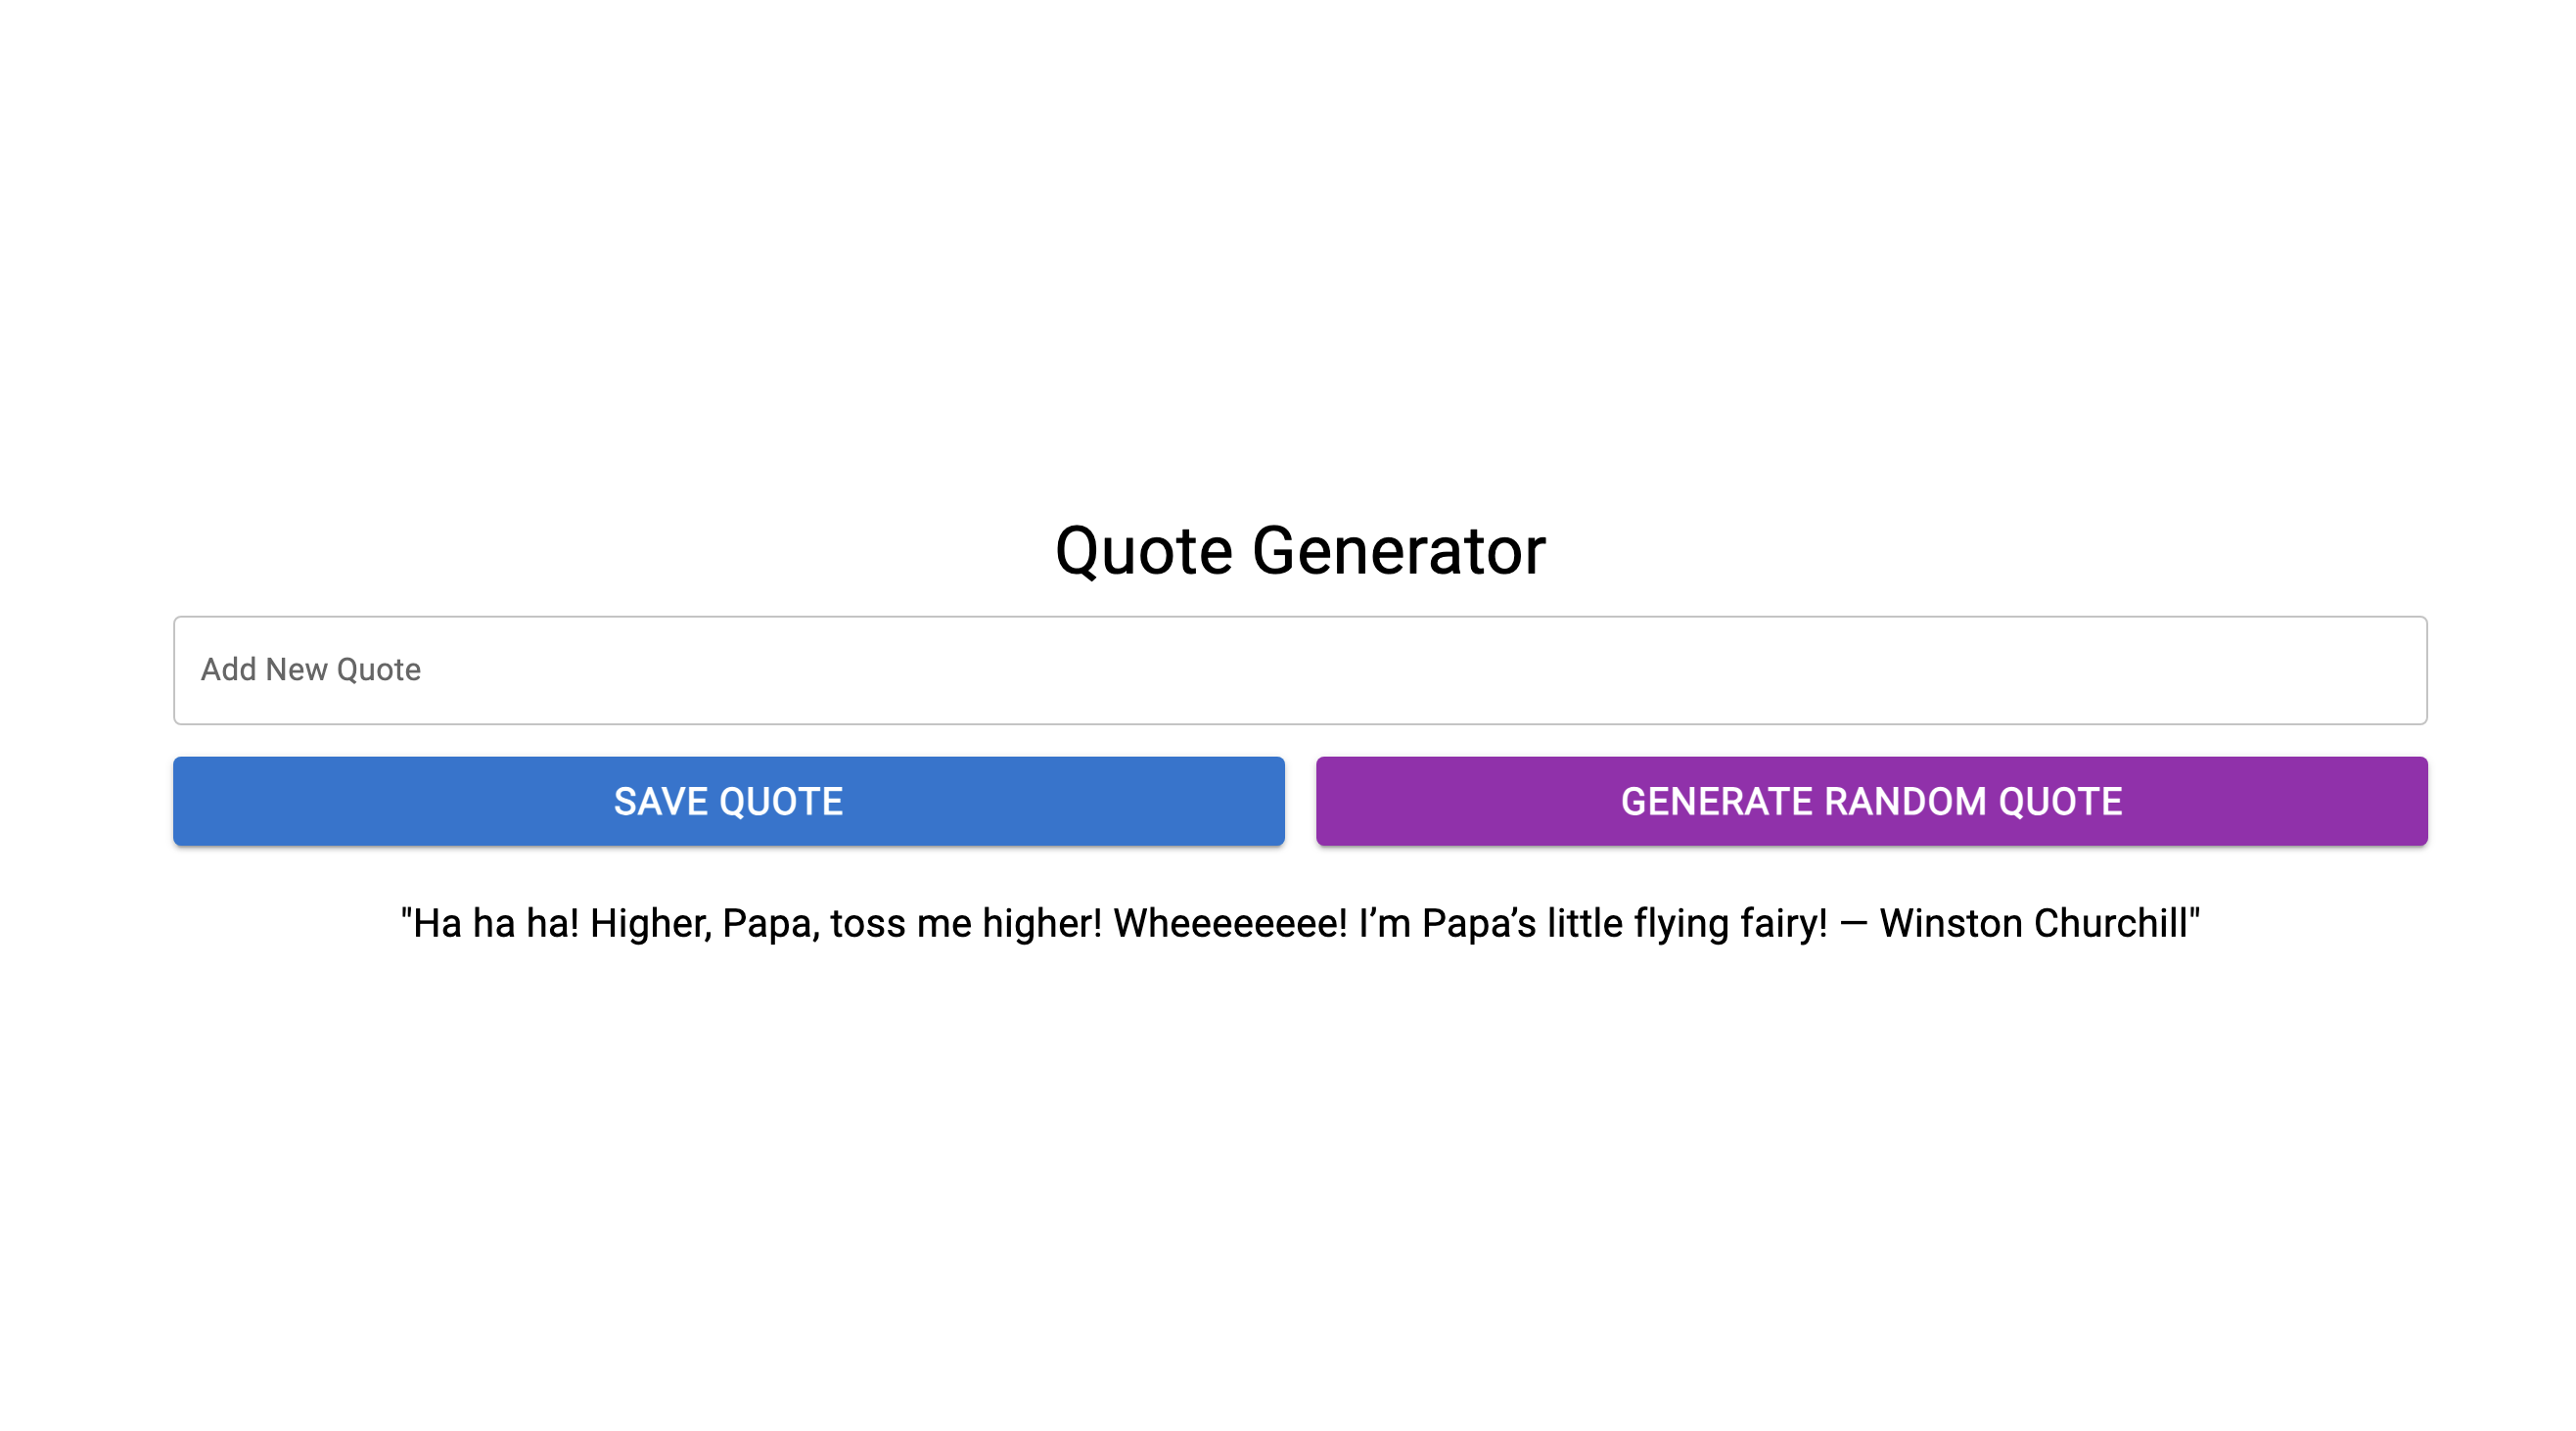 Quote Generator
Add New Quote
SAVE QUOTE
GENERATE RANDOM QUOTE
"Ha ha ha! Higher, Papa, toss me higher! Wheeeeeeee! I’m Papa’s little flying fairy! — Winston Churchill"